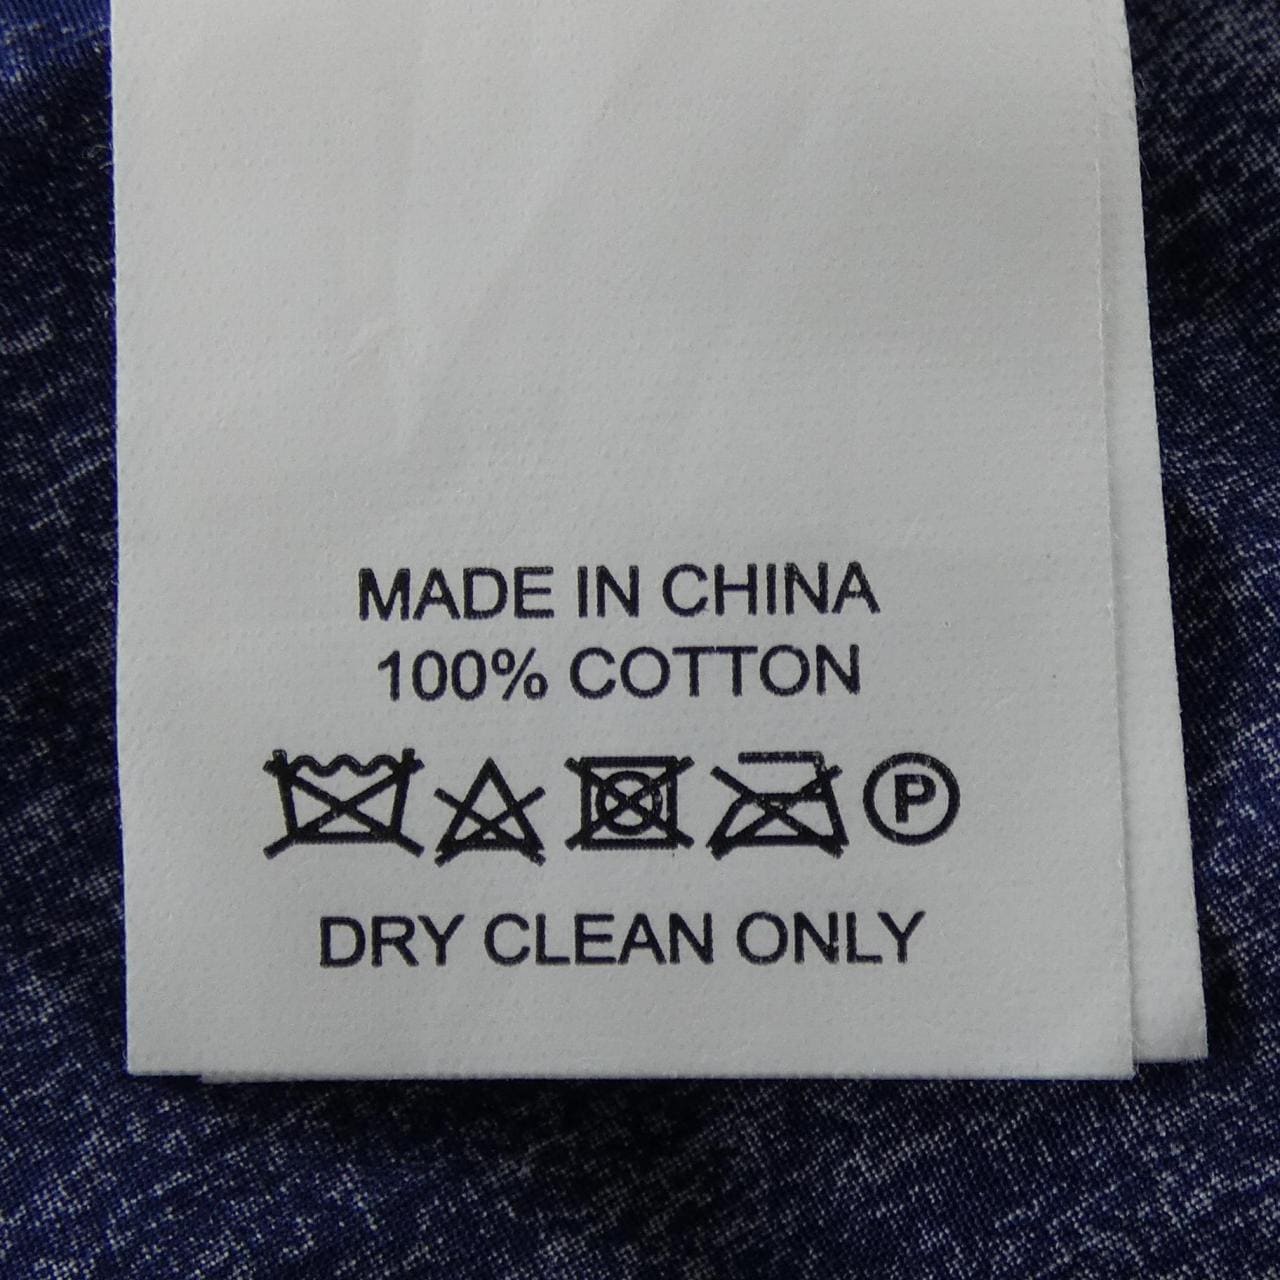 MADE IN CHINA
100% COTTON
P
DRY CLEAN ONLY